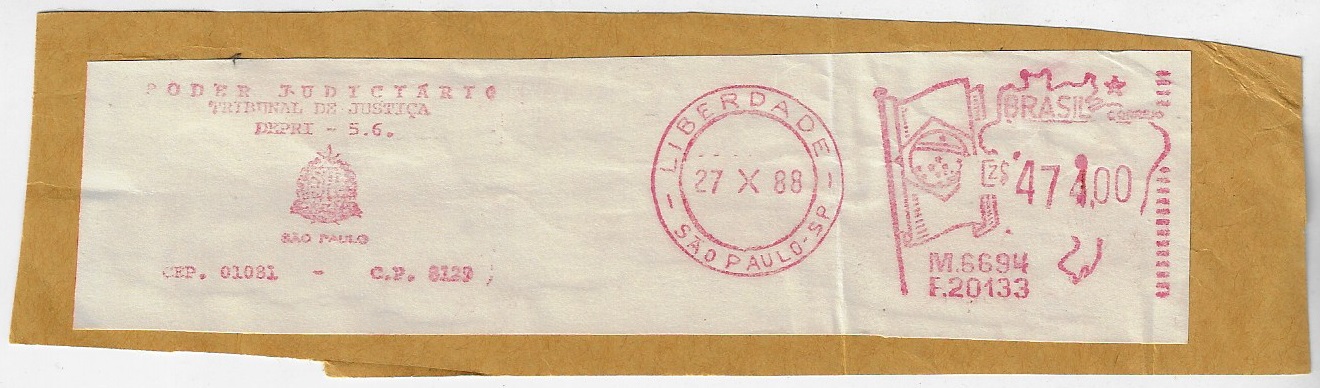 PODER JUDICIÁRIO
TRIBUNAL DE JUSTIÇA
DEPRI - 5.6.
SÃO PAULO
CEP. 01081 - C.P. 8129
LIBERDADE
27 X 88
SÃO PAULO-SP
BRASIL CORREIO
CZ$ 474,00
M.6694
F.20133